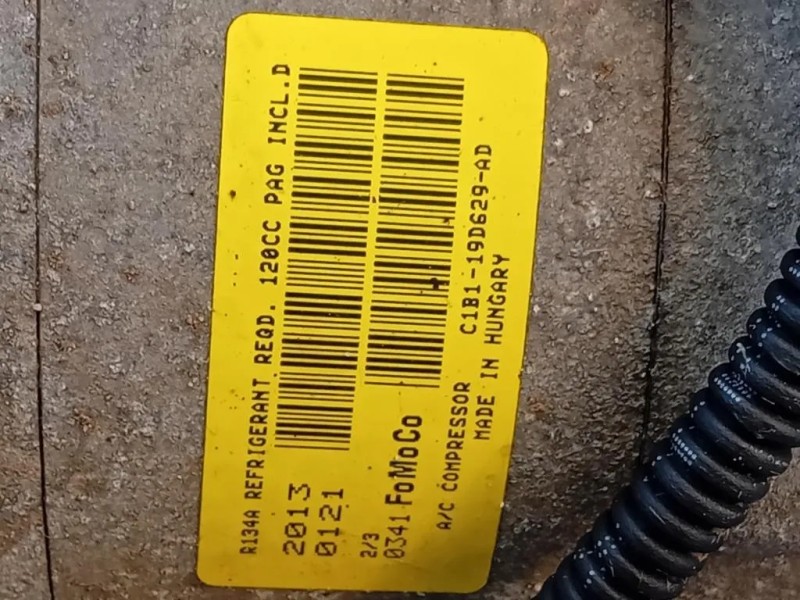 R134A REFRIGERANT REQD. 120CC PAG INCL.D
2013
0121
2/3
0341 FoMoCo
A/C COMPRESSOR C1B1-19D629-AD
MADE IN HUNGARY